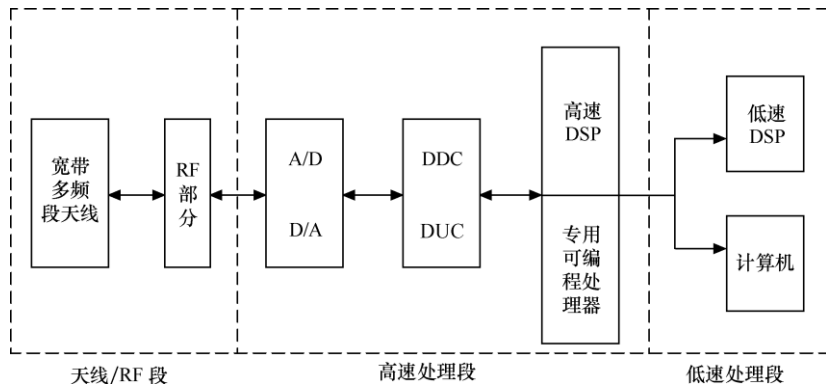 宽带
多频
段天线
RF
部
分
A/D
D/A
DDC
DUC
高速
DSP
专用
可编
程处
理器
低速
DSP
计算机
天线/RF 段
高速处理段
低速处理段